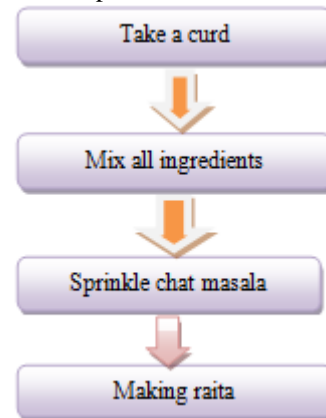 Take a curd
Mix all ingredients
Sprinkle chat masala
Making raita